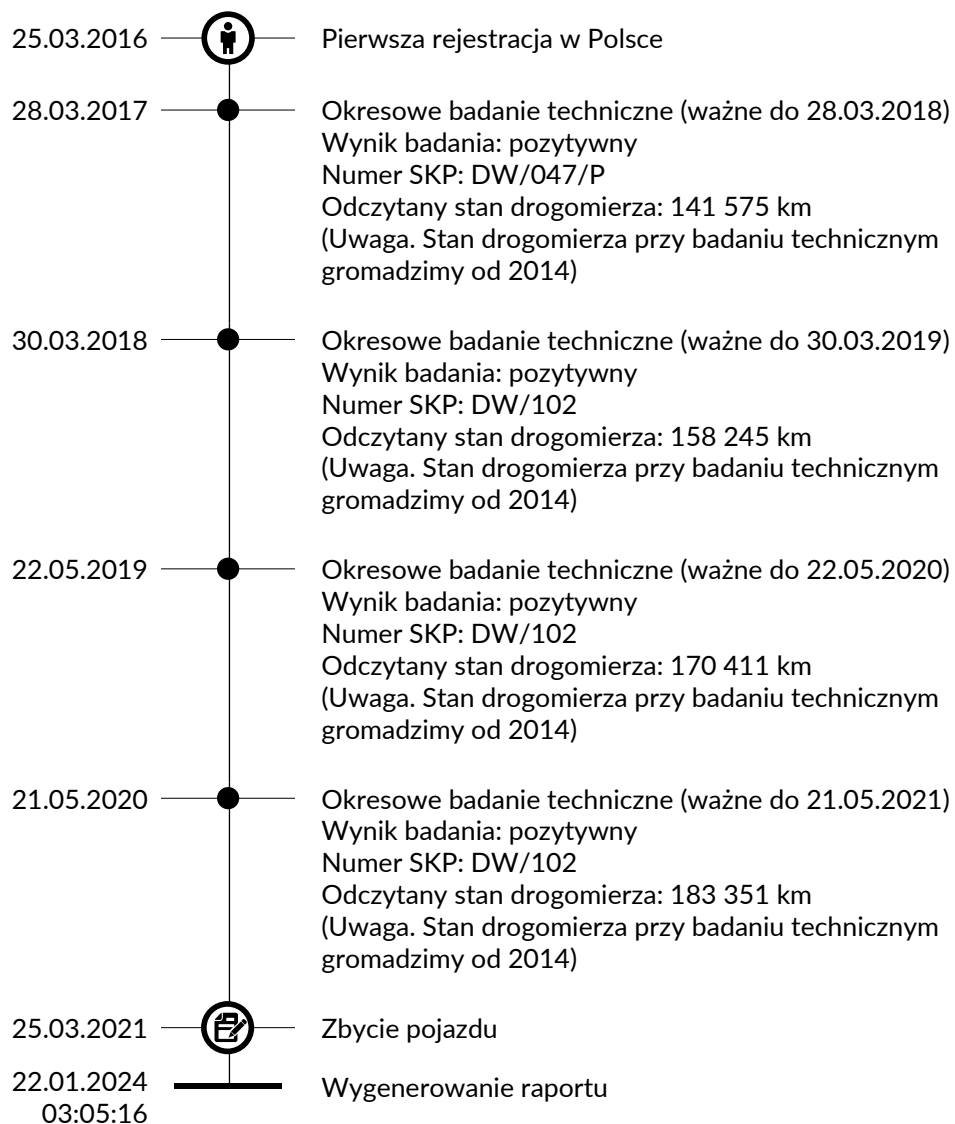 25.03.2016 Pierwsza rejestracja w Polsce
28.03.2017 Okresowe badanie techniczne (ważne do 28.03.2018)
Wynik badania: pozytywny
Numer SKP: DW/047/P
Odczytany stan drogomierza: 141 575 km
(Uwaga. Stan drogomierza przy badaniu technicznym
gromadzimy od 2014)
30.03.2018 Okresowe badanie techniczne (ważne do 30.03.2019)
Wynik badania: pozytywny
Numer SKP: DW/102
Odczytany stan drogomierza: 158 245 km
(Uwaga. Stan drogomierza przy badaniu technicznym
gromadzimy od 2014)
22.05.2019 Okresowe badanie techniczne (ważne do 22.05.2020)
Wynik badania: pozytywny
Numer SKP: DW/102
Odczytany stan drogomierza: 170 411 km
(Uwaga. Stan drogomierza przy badaniu technicznym
gromadzimy od 2014)
21.05.2020 Okresowe badanie techniczne (ważne do 21.05.2021)
Wynik badania: pozytywny
Numer SKP: DW/102
Odczytany stan drogomierza: 183 351 km
(Uwaga. Stan drogomierza przy badaniu technicznym
gromadzimy od 2014)
25.03.2021 Zbycie pojazdu
22.01.2024 Wygenerowanie raportu
03:05:16